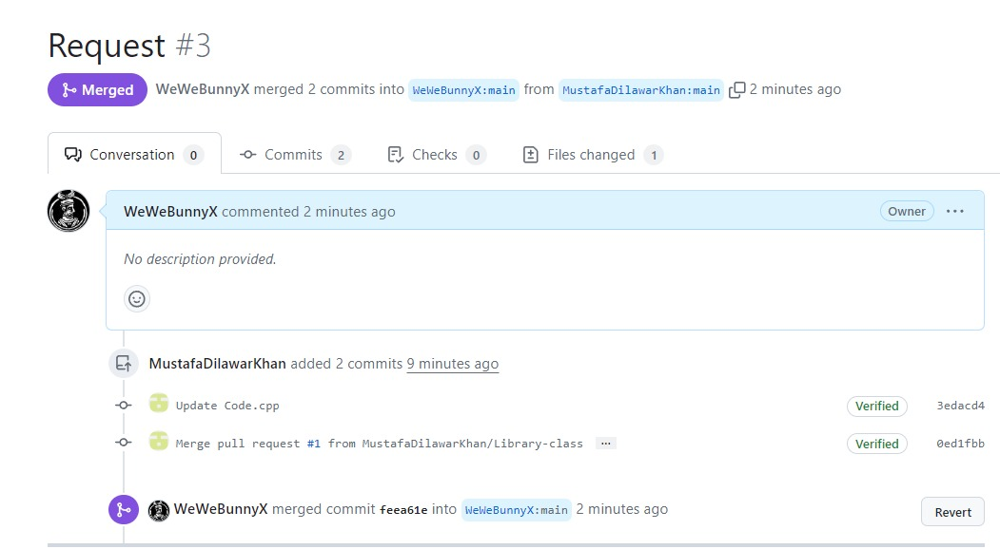 Request #3
Merged WeWeBunnyX merged 2 commits into WeWeBunnyX:main from MustafaDilawarKhan:main 2 minutes ago
Conversation 0 Commits 2 Checks 0 Files changed 1
WeWeBunnyX commented 2 minutes ago Owner ...
No description provided.
MustafaDilawarKhan added 2 commits 9 minutes ago
Update Code.cpp Verified 3edacd4
Merge pull request #1 from MustafaDilawarKhan/Library-class ... Verified 0ed1fbb
WeWeBunnyX merged commit feea61e into WeWeBunnyX:main 2 minutes ago Revert